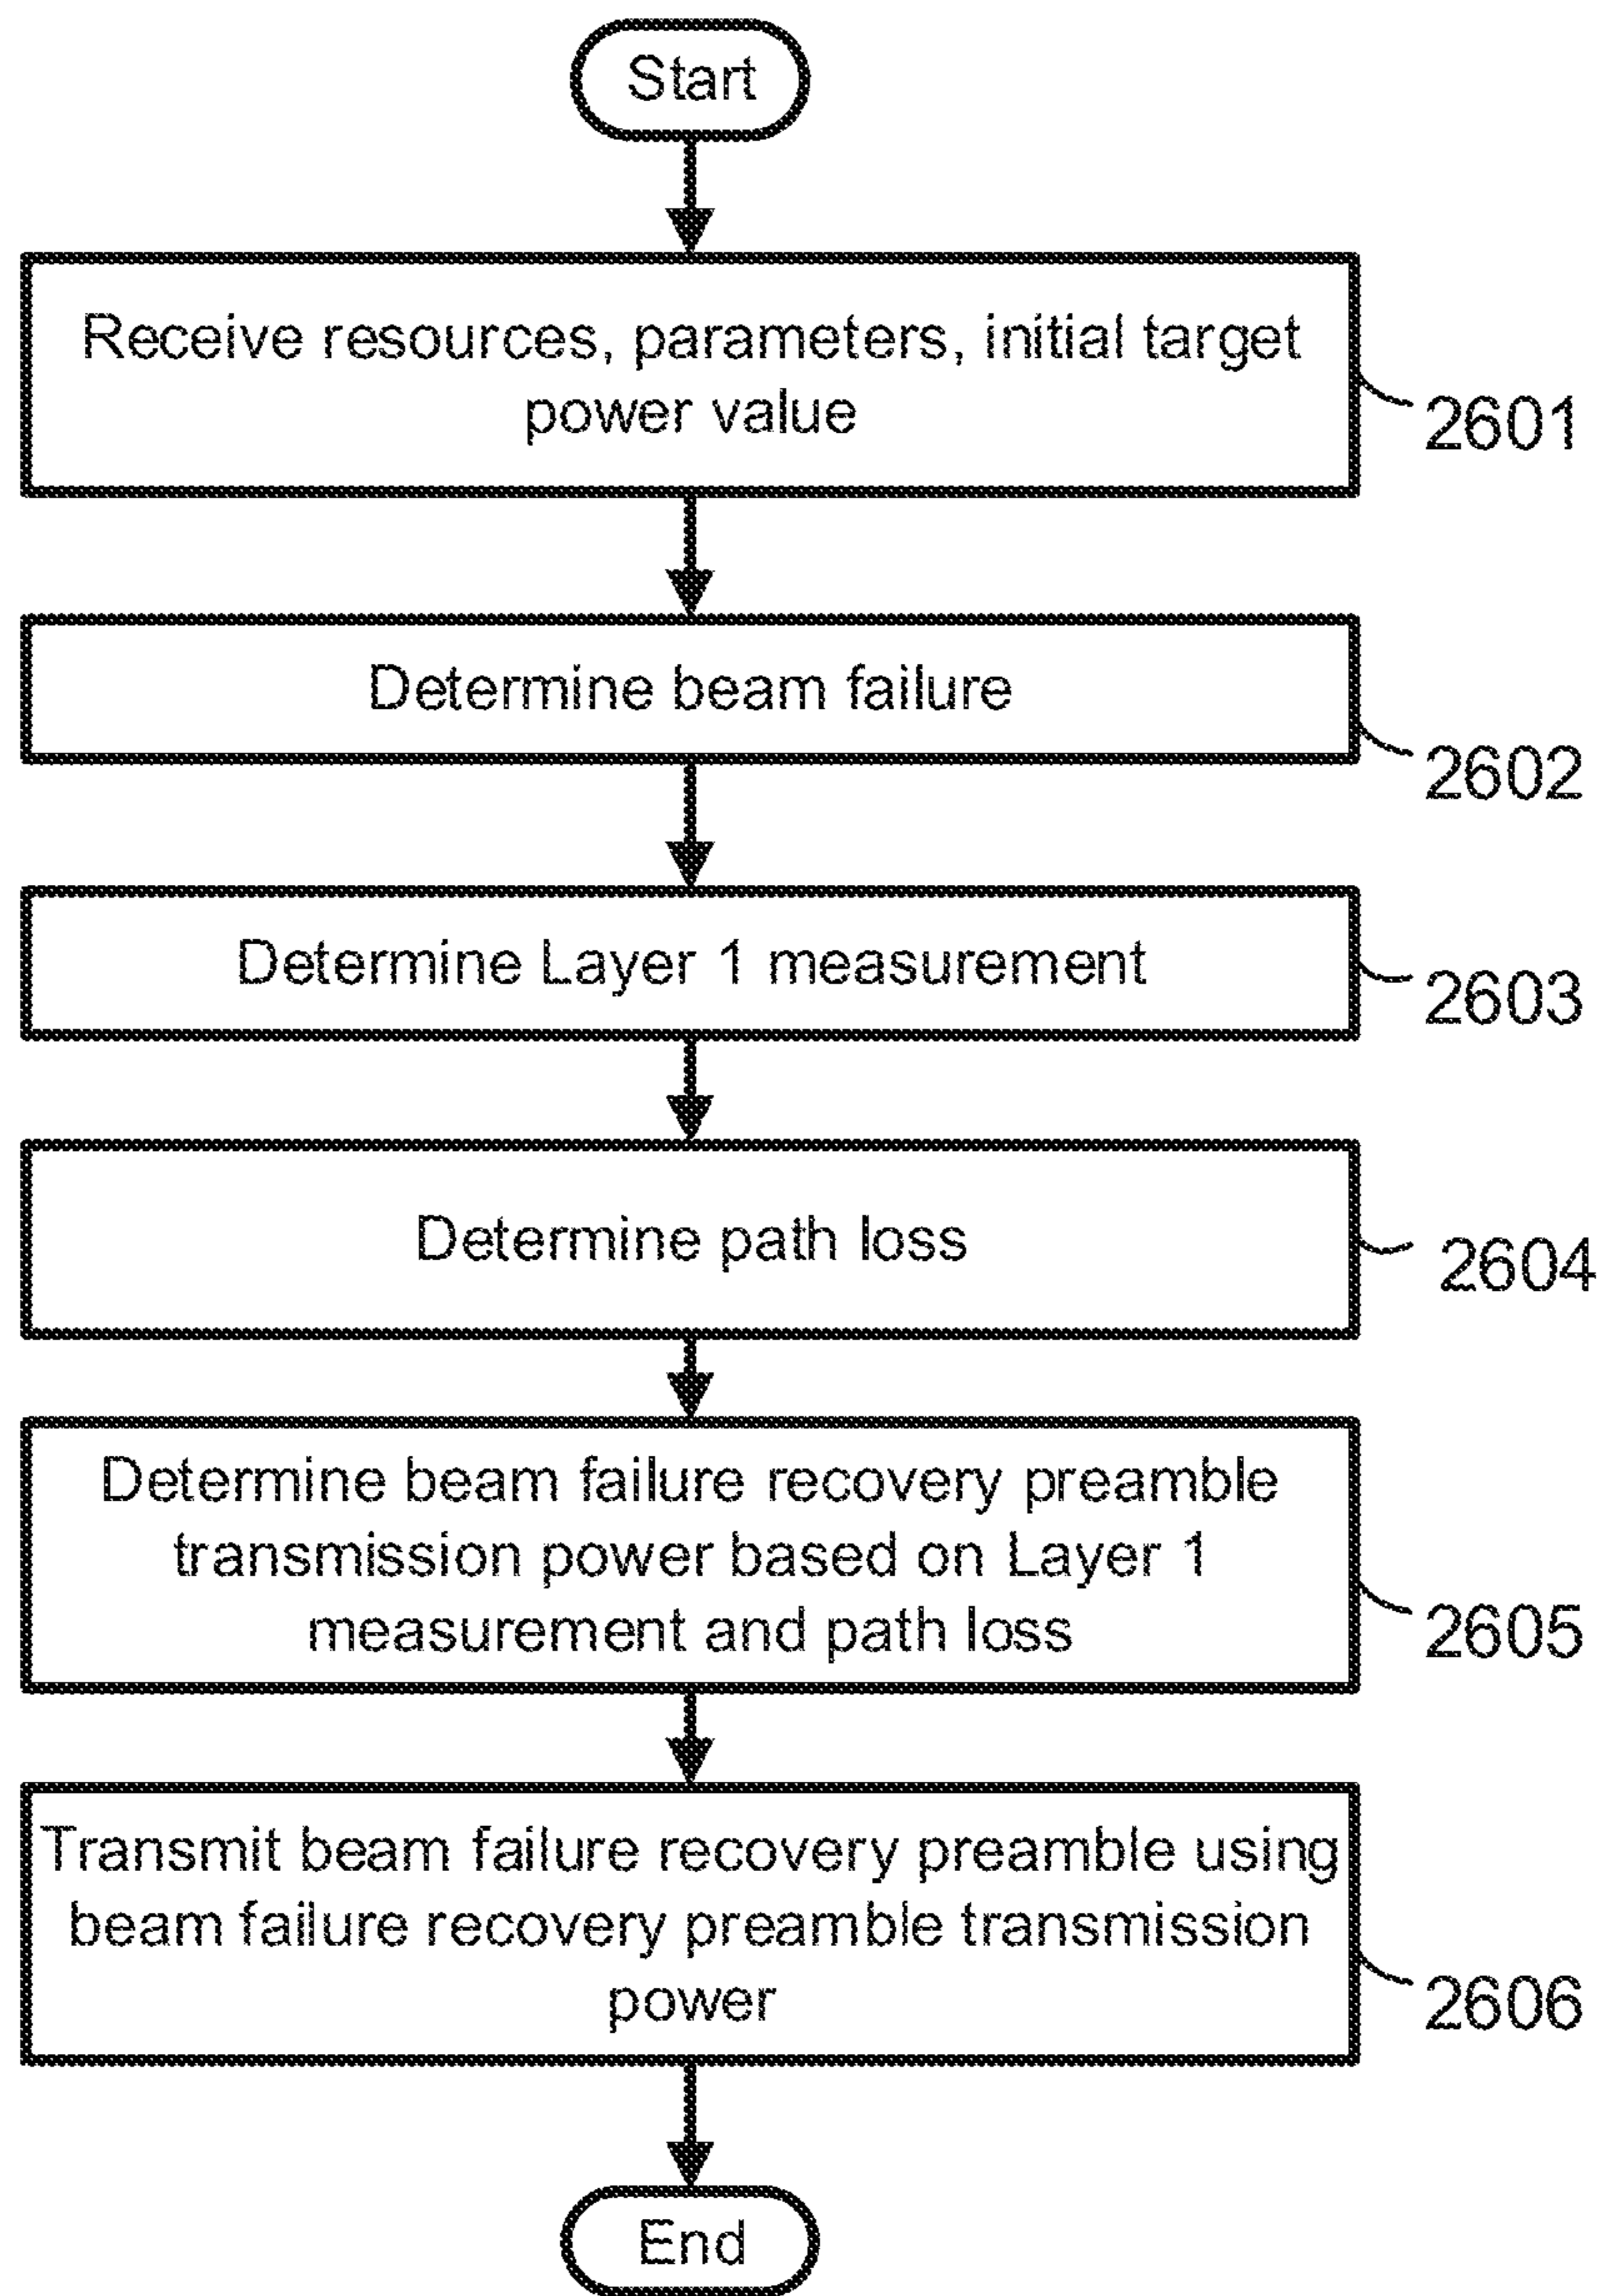 Start
Receive resources, parameters, initial target
power value
2601
Determine beam failure
2602
Determine Layer 1 measurement
2603
Determine path loss
2604
Determine beam failure recovery preamble
transmission power based on Layer 1
measurement and path loss
2605
Transmit beam failure recovery preamble using
beam failure recovery preamble transmission
power
2606
End